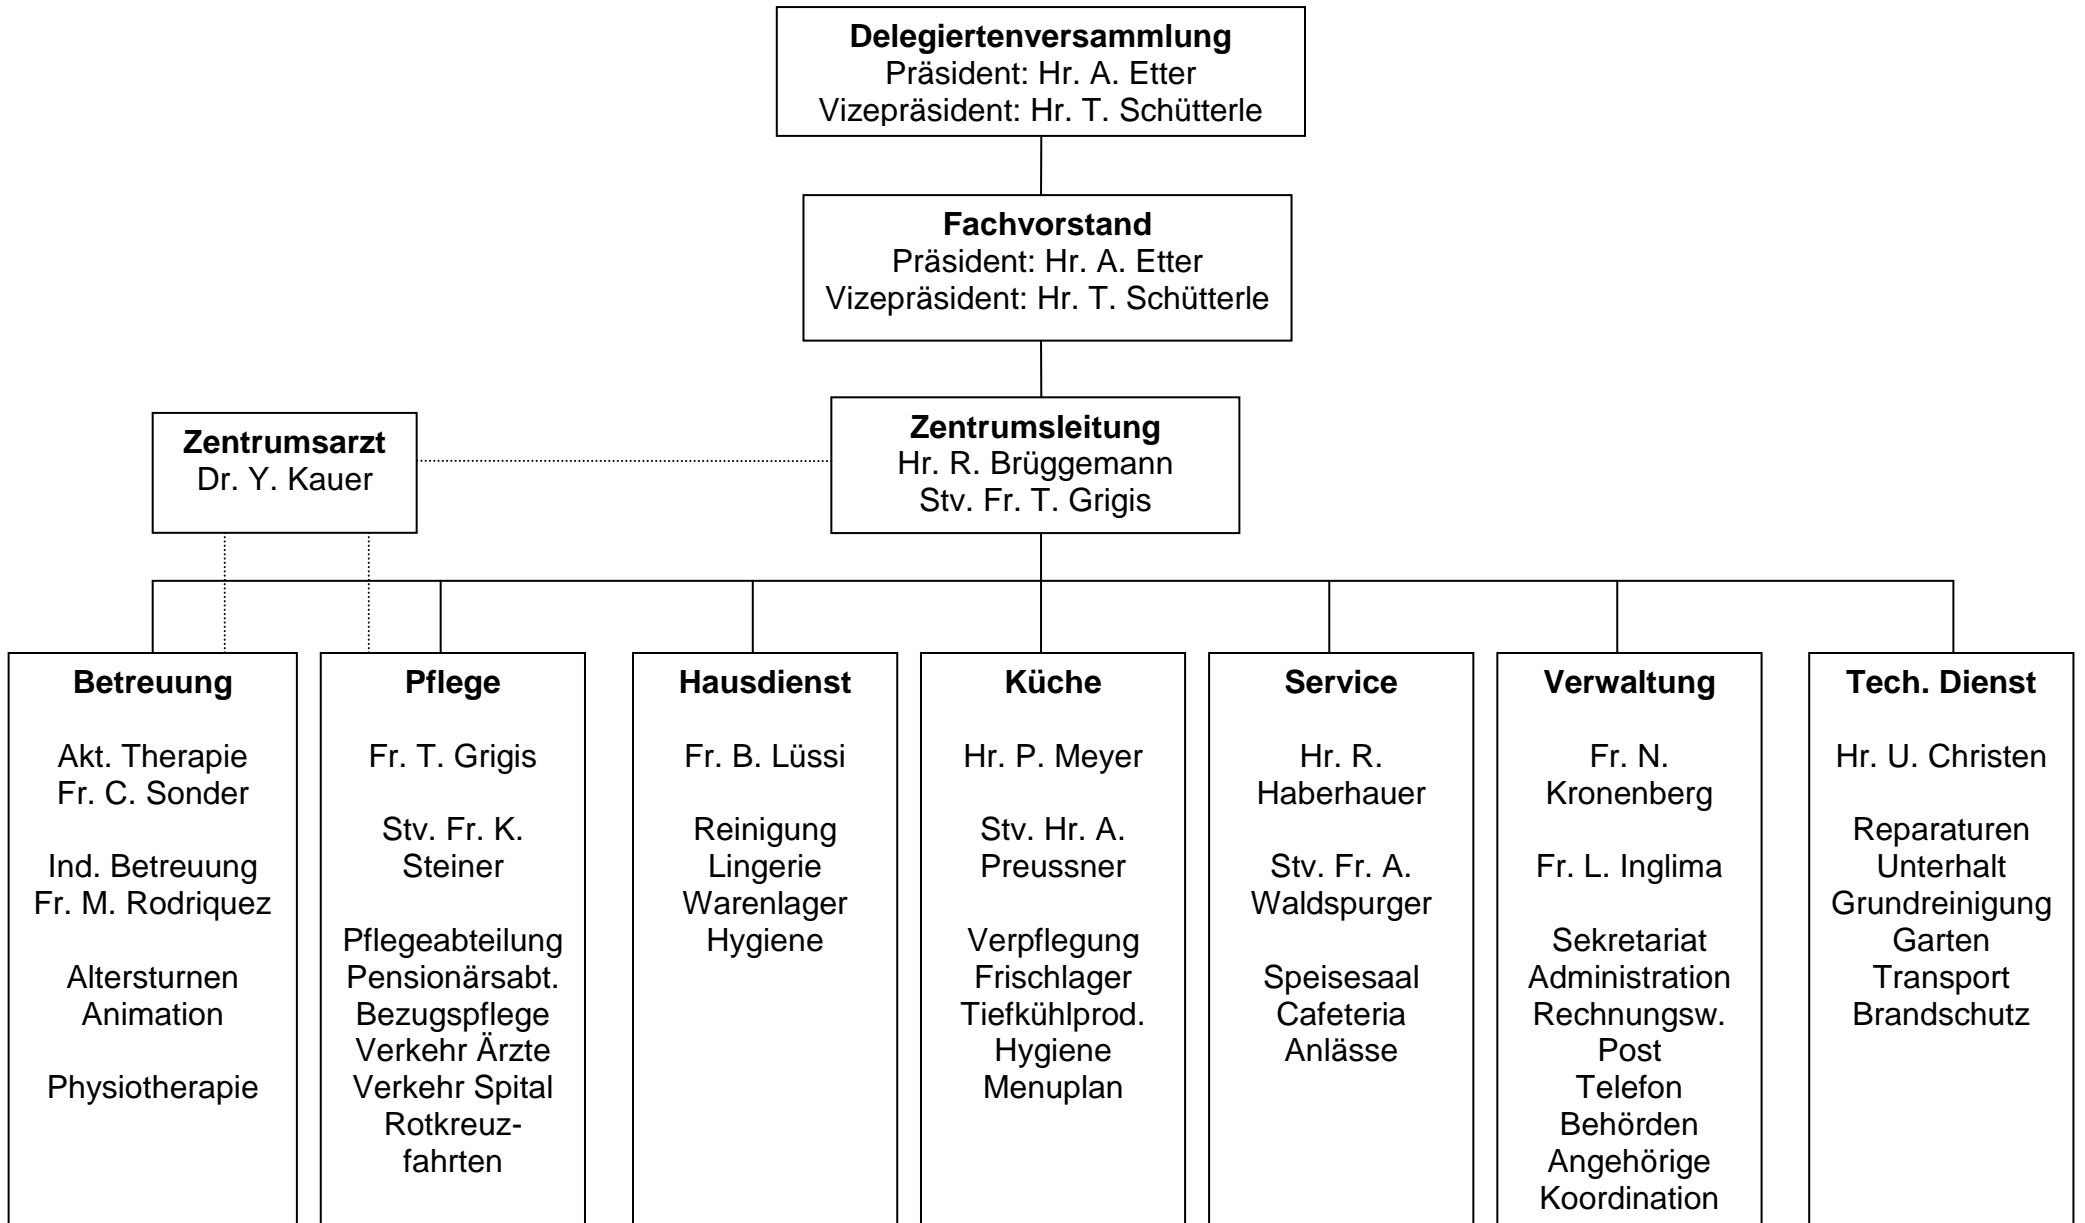 Delegiertenversammlung
Präsident: Hr. A. Etter
Vizepräsident: Hr. T. Schütterle
Fachvorstand
Präsident: Hr. A. Etter
Vizepräsident: Hr. T. Schütterle
Zentrumsarzt
Dr. Y. Kauer
Zentrumsleitung
Hr. R. Brüggemann
Stv. Fr. T. Grigis
Betreuung
Akt. Therapie
Fr. C. Sonder
Ind. Betreuung
Fr. M. Rodriquez
Altersturnen
Animation
Physiotherapie
Pflege
Fr. T. Grigis
Stv. Fr. K.
Steiner
Pflegeabteilung
Pensionärsabt.
Bezugspflege
Verkehr Ärzte
Verkehr Spital
Rotkreuz-
fahrten
Hausdienst
Fr. B. Lüssi
Reinigung
Lingerie
Warenlager
Hygiene
Küche
Hr. P. Meyer
Stv. Hr. A.
Preussner
Verpflegung
Frischlager
Tiefkühlprod.
Hygiene
Menuplan
Service
Hr. R.
Haberhauer
Stv. Fr. A.
Waldspurger
Speisesaal
Cafeteria
Anlässe
Verwaltung
Fr. N.
Kronenberg
Fr. L. Inglima
Sekretariat
Administration
Rechnungsw.
Post
Telefon
Behörden
Angehörige
Koordination
Tech. Dienst
Hr. U. Christen
Reparaturen
Unterhalt
Grundreinigung
Garten
Transport
Brandschutz